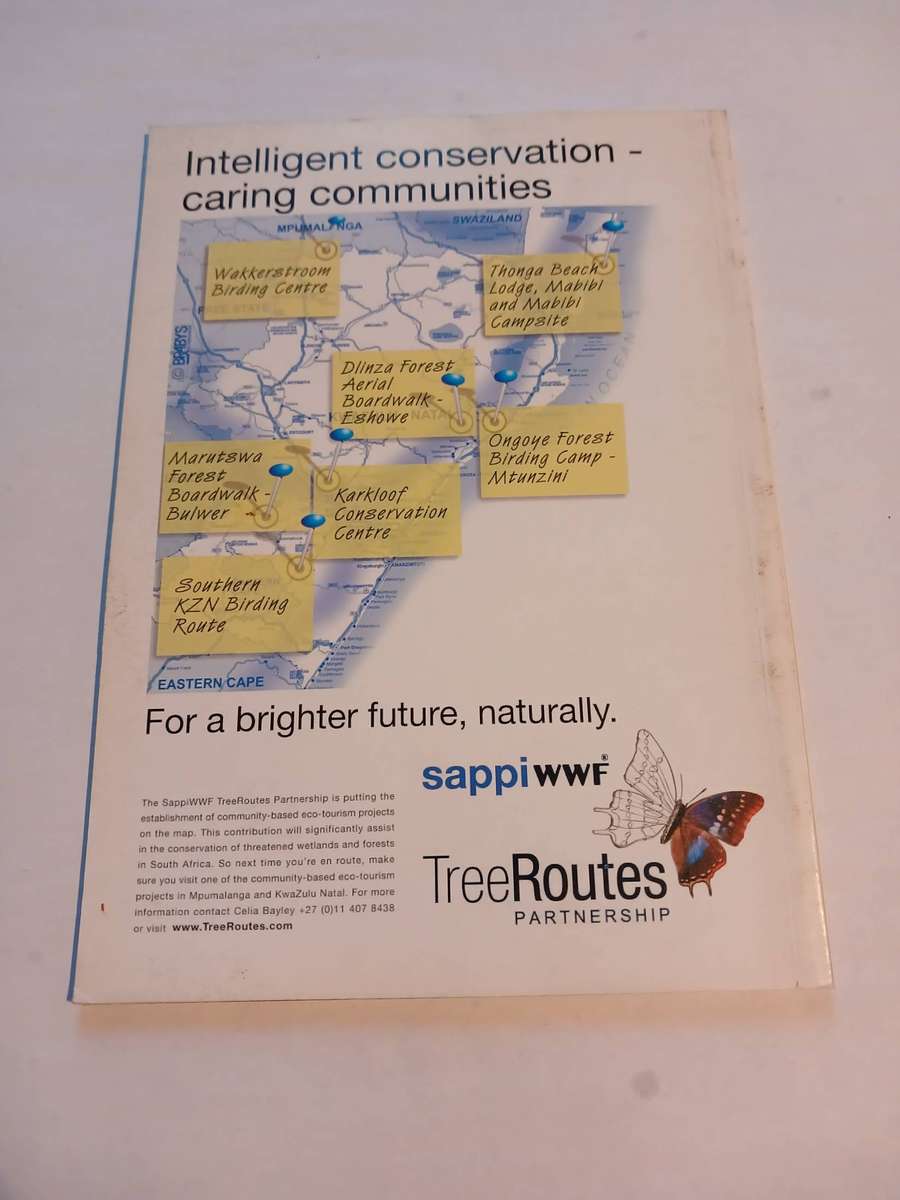 Intelligent conservation -
caring communities
MPUMALANGA
SWAZILAND
Wakkerstroom
Birding Centre
Thonga Beach
Lodge, Mabibi
and Mabibi
Campsite
FREE STATE
© BRABYS
Dlinza Forest
Aerial
Boardwalk -
Eshowe
Ongoye Forest
Birding Camp -
Mtunzini
Marutswa
Forest
Boardwalk -
Bulwer
Karkloof
Conservation
Centre
Southern
KZN Birding
Route
EASTERN CAPE
For a brighter future, naturally.
sappi WWF®
TreeRoutes
PARTNERSHIP
The SappiWWF TreeRoutes Partnership is putting the
establishment of community-based eco-tourism projects
on the map. This contribution will significantly assist
in the conservation of threatened wetlands and forests
in South Africa. So next time you're en route, make
sure you visit one of the community-based eco-tourism
projects in Mpumalanga and KwaZulu Natal. For more
information contact Celia Bayley +27 (0)11 407 8438
or visit www.TreeRoutes.com